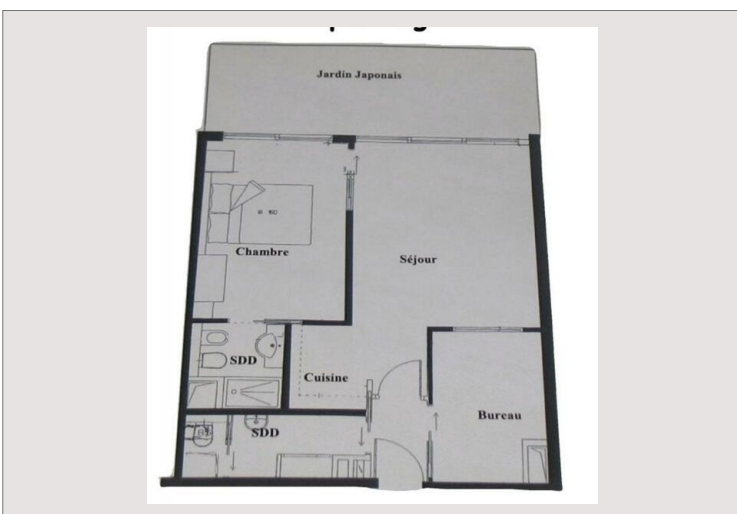 Jardin Japonais
Chambre
Séjour
SDD
Cuisine
Bureau
SDD